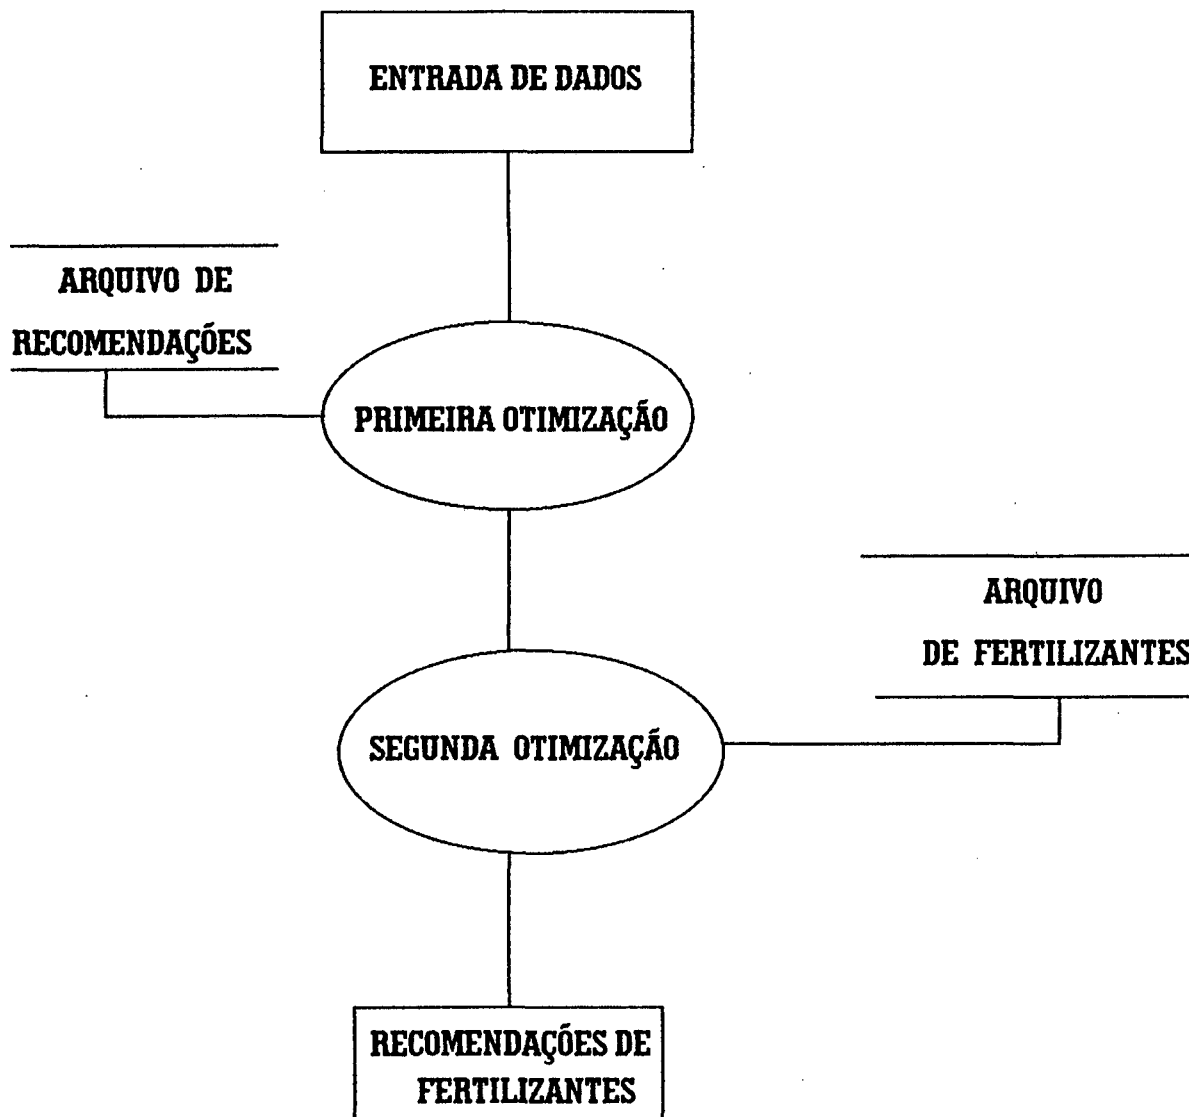 ENTRADA DE DADOS
ARQUIVO DE
RECOMENDAÇÕES
PRIMEIRA OTIMIZAÇÃO
ARQUIVO
DE FERTILIZANTES
SEGUNDA OTIMIZAÇÃO
RECOMENDAÇÕES DE
FERTILIZANTES